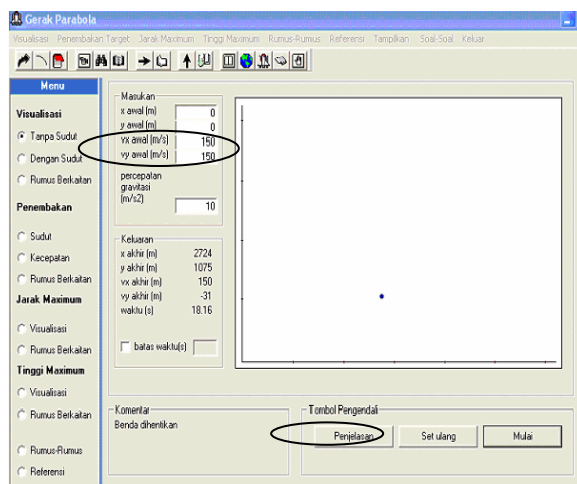 Gerak Parabola
Visualisasi Penembakan Target Jarak Maximum Tinggi Maximum Rumus-Rumus Referensi Tampilkan Soal-Soal Keluar
Menu
Visualisasi
Tanpa Sudut
Dengan Sudut
Rumus Berkaitan
Penembakan
Sudut
Kecepatan
Rumus Berkaitan
Jarak Maximum
Visualisasi
Rumus Berkaitan
Tinggi Maximum
Visualisasi
Rumus Berkaitan
Rumus-Rumus
Referensi
Masukan
x awal (m) 0
y awal (m) 0
vx awal (m/s) 150
vy awal (m/s) 150
percepatan
gravitasi
(m/s2) 10
Keluaran
x akhir (m) 2724
y akhir (m) 1075
vx akhir (m) 150
vy akhir (m) -31
waktu (s) 18.16
batas waktu(s)
Komentar
Benda dihentikan
Tombol Pengendali
Penjelasan Set ulang Mulai